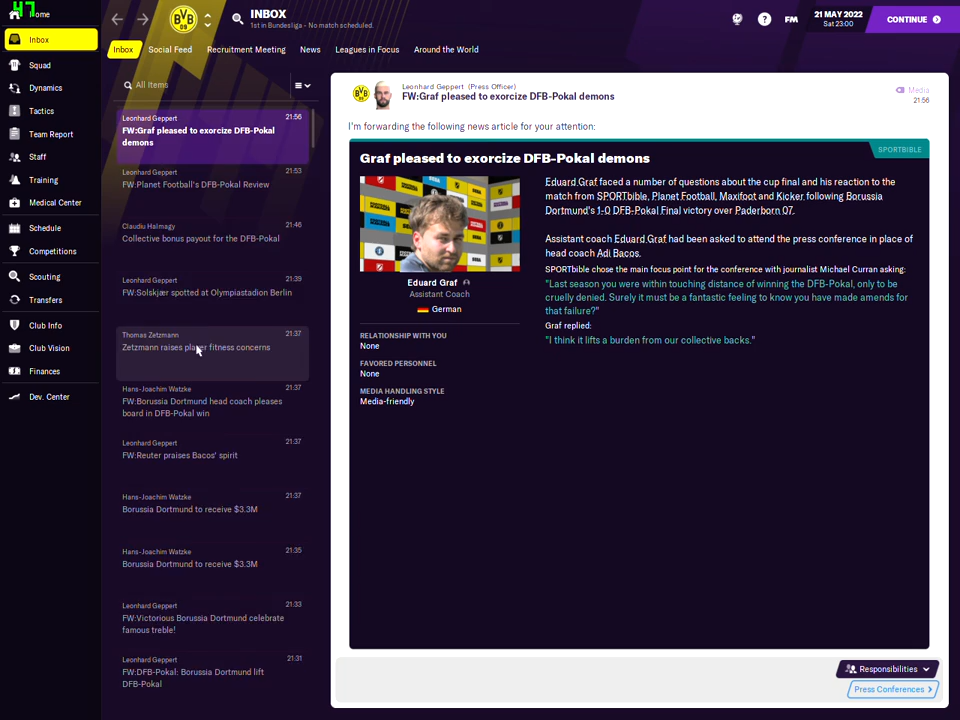 47
Home
Inbox
Squad
Dynamics
Tactics
Team Report
Staff
Training
Medical Center
Schedule
Competitions
Scouting
Transfers
Club Info
Club Vision
Finances
Dev. Center
BVB
09
INBOX
1st in Bundesliga - No match scheduled.
?
FM
21 MAY 2022
Sat 23:00
CONTINUE
Inbox
Social Feed
Recruitment Meeting
News
Leagues in Focus
Around the World
All Items
Leonhard Geppert 21:56
FW:Graf pleased to exorcize DFB-Pokal
demons
Leonhard Geppert 21:53
FW:Planet Football's DFB-Pokal Review
Claudiu Halmagy 21:46
Collective bonus payout for the DFB-Pokal
Leonhard Geppert 21:39
FW:Solskjær spotted at Olympiastadion Berlin
Thomas Zetzmann 21:37
Zetzmann raises player fitness concerns
Hans-Joachim Watzke 21:37
FW:Borussia Dortmund head coach pleases
board in DFB-Pokal win
Leonhard Geppert 21:37
FW:Reuter praises Bacos' spirit
Hans-Joachim Watzke 21:37
Borussia Dortmund to receive $3.3M
Hans-Joachim Watzke 21:35
Borussia Dortmund to receive $3.3M
Leonhard Geppert 21:33
FW:Victorious Borussia Dortmund celebrate
famous treble!
Leonhard Geppert 21:31
FW:DFB-Pokal: Borussia Dortmund lift
DFB-Pokal
BVB
09
Leonhard Geppert (Press Officer)
FW:Graf pleased to exorcize DFB-Pokal demons
Media
21:56
I'm forwarding the following news article for your attention:
SPORTBIBLE
Graf pleased to exorcize DFB-Pokal demons
Eduard Graf
Assistant Coach
German
RELATIONSHIP WITH YOU
None
FAVORED PERSONNEL
None
MEDIA HANDLING STYLE
Media-friendly
Eduard Graf faced a number of questions about the cup final and his reaction to the
match from SPORTbible, Planet Football, Maxifoot and Kicker following Borussia
Dortmund's 1-0 DFB-Pokal Final victory over Paderborn 07.
Assistant coach Eduard Graf had been asked to attend the press conference in place of
head coach Adi Bacos.
SPORTbible chose the main focus point for the conference with journalist Michael Curran asking:
"Last season you were within touching distance of winning the DFB-Pokal, only to be
cruelly denied. Surely it must be a fantastic feeling to know you have made amends for
that failure?"
Graf replied:
"I think it lifts a burden from our collective backs."
Responsibilities
Press Conferences